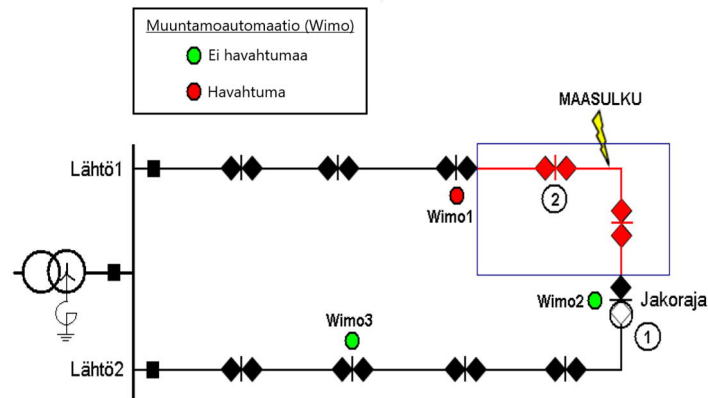 Muuntamoautomaatio (Wimo)
Ei havahtumaa
Havahtuma
MAASULKU
Lähtö1
Wimo1
2
Wimo2
Jakoraja
1
Wimo3
Lähtö2